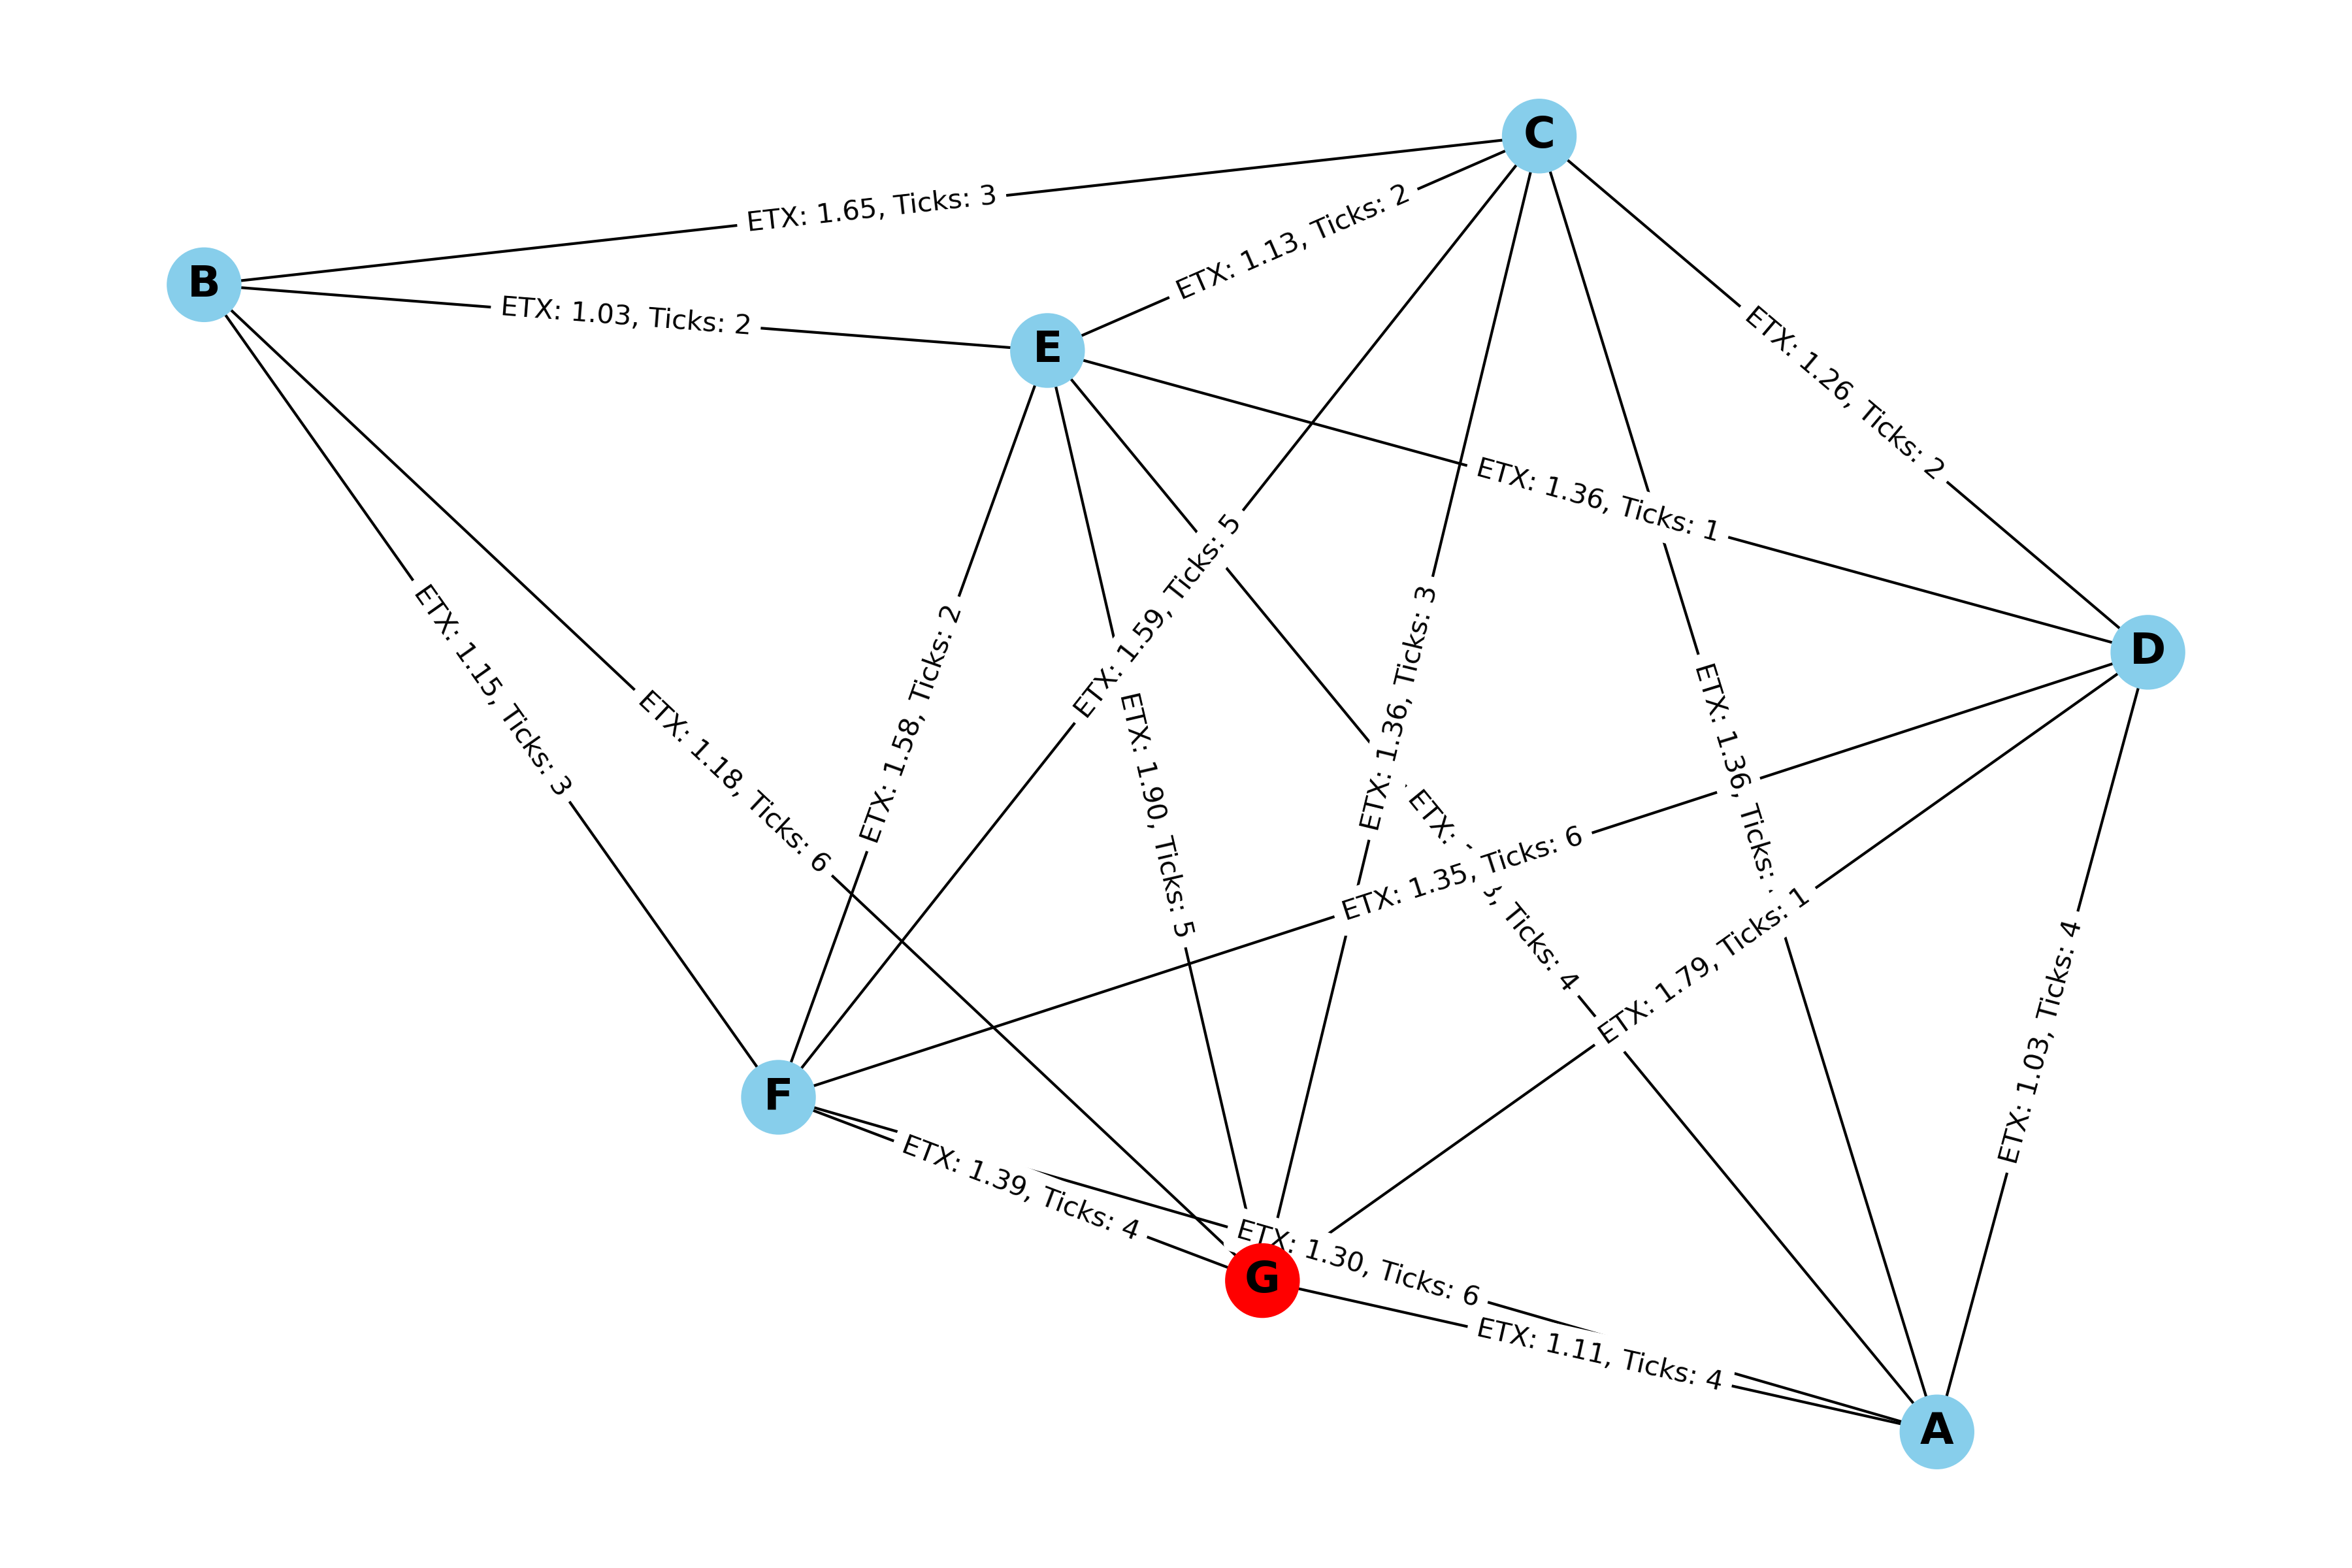 C
B
ETX: 1.65, Ticks: 3
ETX: 1.13, Ticks: 2
ETX: 1.03, Ticks: 2
E
ETX: 1.26, Ticks: 2
ETX: 1.36, Ticks: 1
ETX: 1.59, Ticks: 5
D
ETX: 1.15, Ticks: 3
ETX: 1.18, Ticks: 6
ETX: 1.58, Ticks: 2
ETX: 1.90, Ticks: 5
ETX: 1.36, Ticks: 3
ETX: 1.36, Ticks:
ETX: Ticks: 4
ETX: 1.35, Ticks: 6
ETX: 1.79, Ticks: 1
ETX: 1.03, Ticks: 4
F
ETX: 1.39, Ticks: 4
ETX: 1.30, Ticks: 6
G
ETX: 1.11, Ticks: 4
A